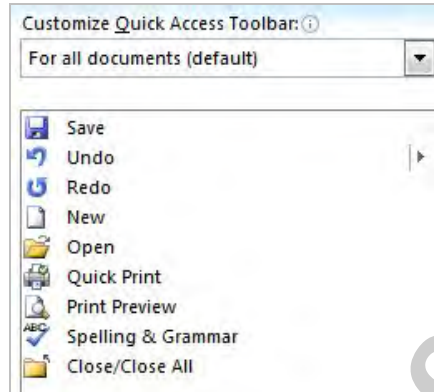 Customize Quick Access Toolbar:
For all documents (default)
Save
Undo
Redo
New
Open
Quick Print
Print Preview
ABC
Spelling & Grammar
Close/Close All